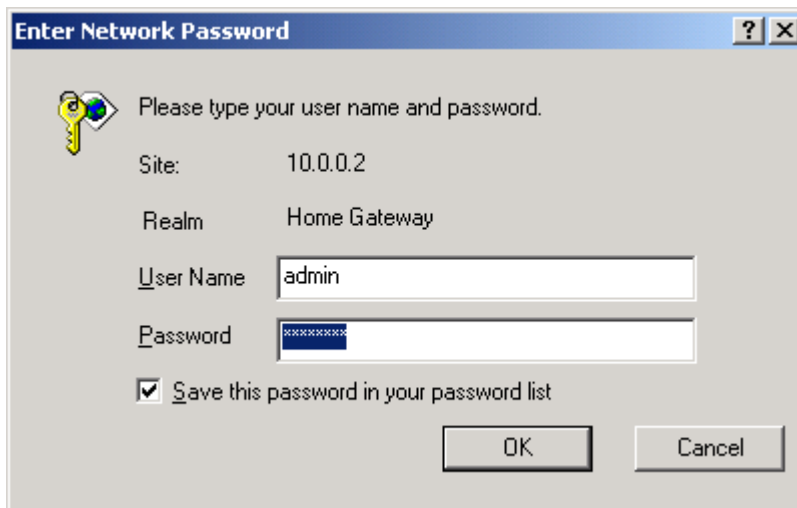 Enter Network Password
Please type your user name and password.
Site: 10.0.0.2
Realm Home Gateway
User Name admin
Password ********
Save this password in your password list
OK Cancel